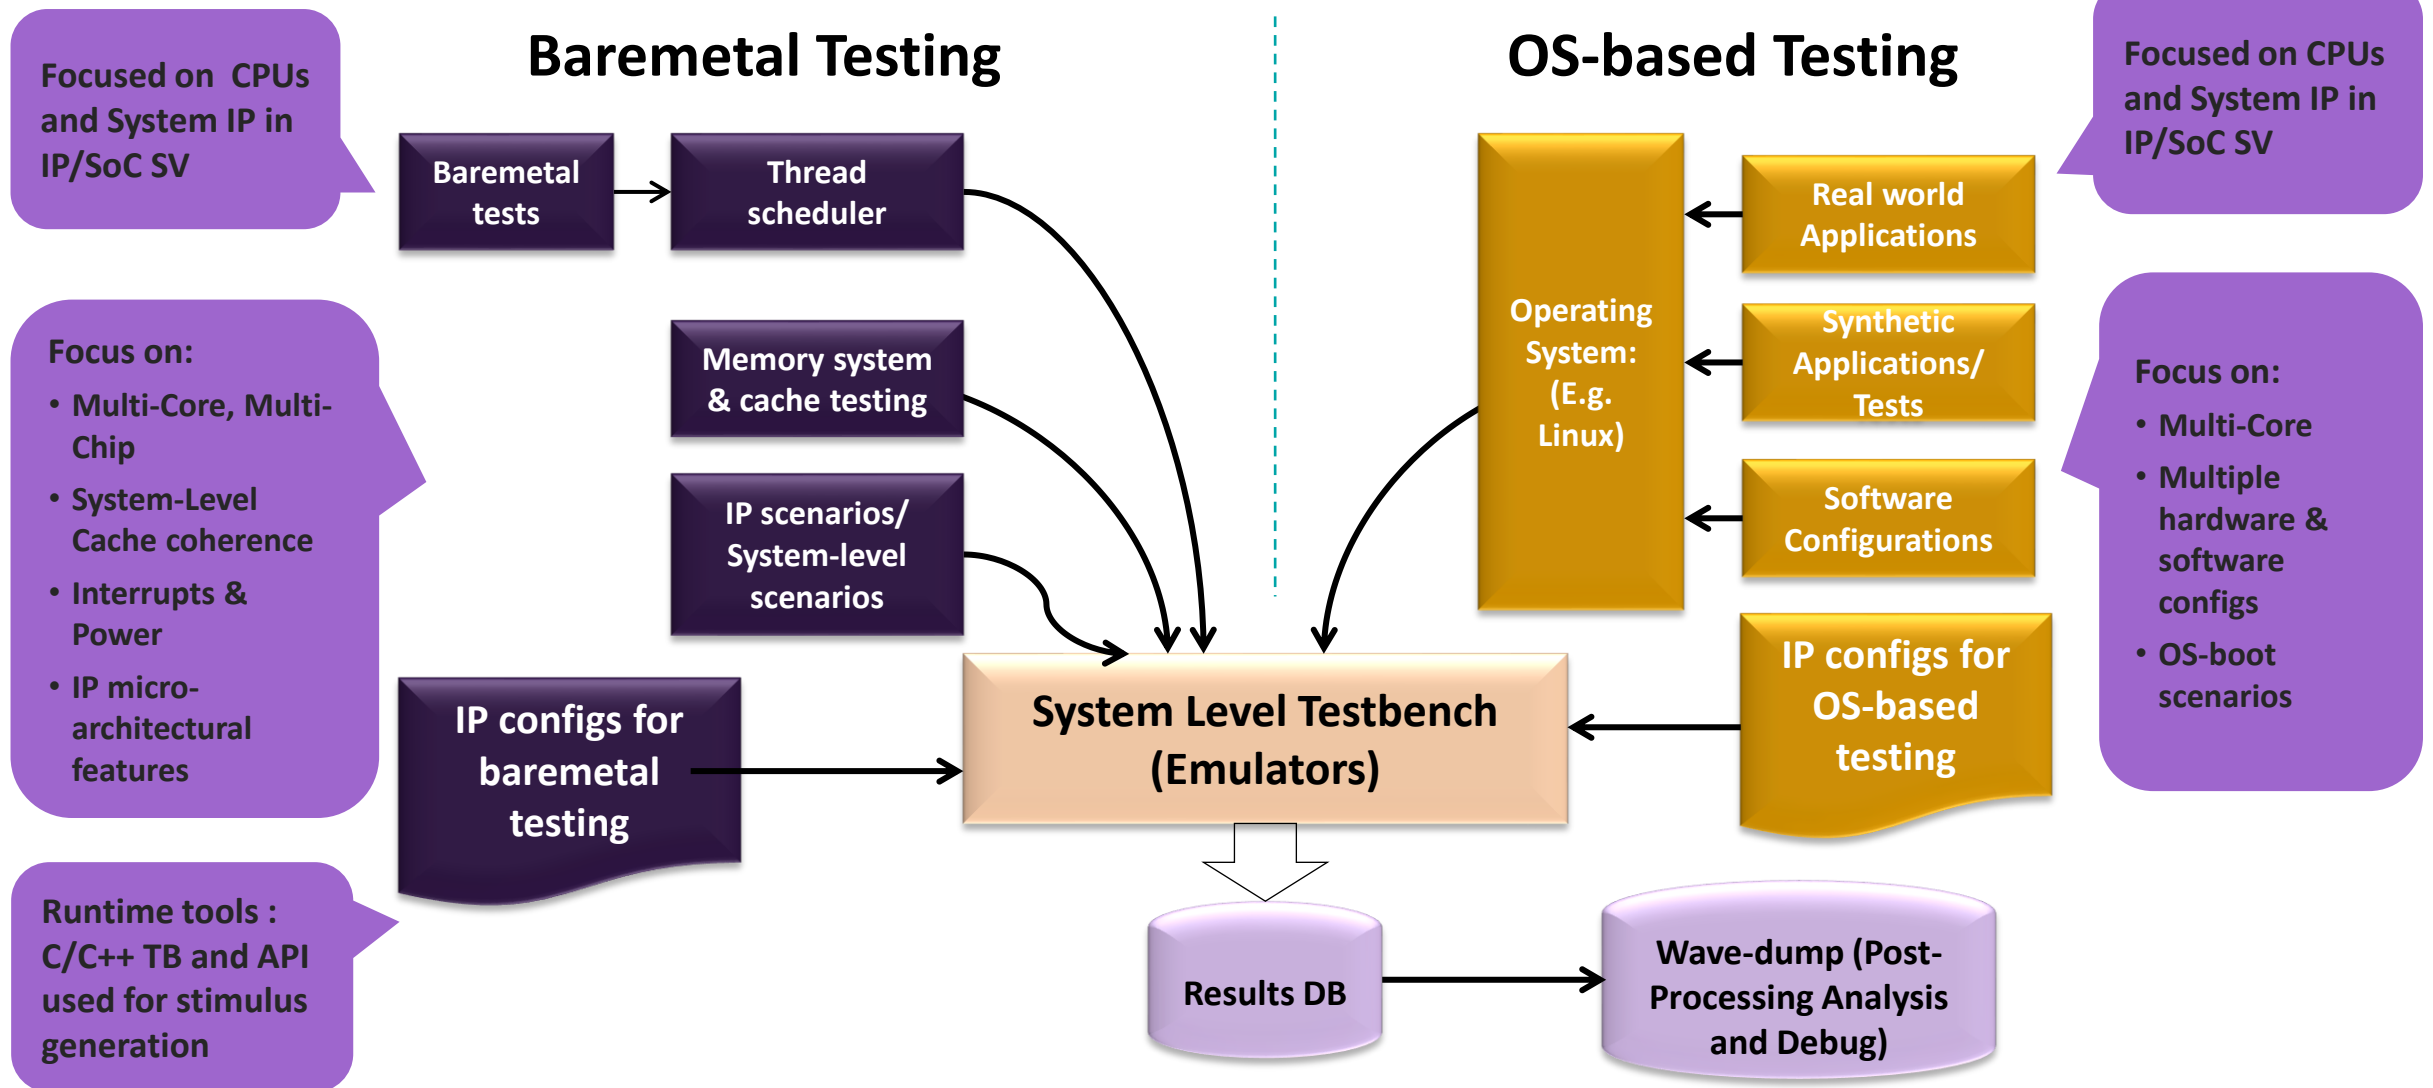 Focused on  CPUs
and System IP in
IP/SoC SV
Baremetal Testing
OS-based Testing
Focused on CPUs
and System IP in
IP/SoC SV
Baremetal
tests
Thread
scheduler
Memory system
& cache testing
IP scenarios/
System-level
scenarios
IP configs for
baremetal
testing
Focus on:
• Multi-Core, Multi-
Chip
• System-Level
Cache coherence
• Interrupts &
Power
• IP micro-
architectural
features
Runtime tools :
C/C++ TB and API
used for stimulus
generation
Operating
System:
(E.g.
Linux)
Real world
Applications
Synthetic
Applications/
Tests
Software
Configurations
IP configs for
OS-based
testing
Focus on:
• Multi-Core
• Multiple
hardware &
software
configs
• OS-boot
scenarios
System Level Testbench
(Emulators)
Results DB
Wave-dump (Post-
Processing Analysis
and Debug)